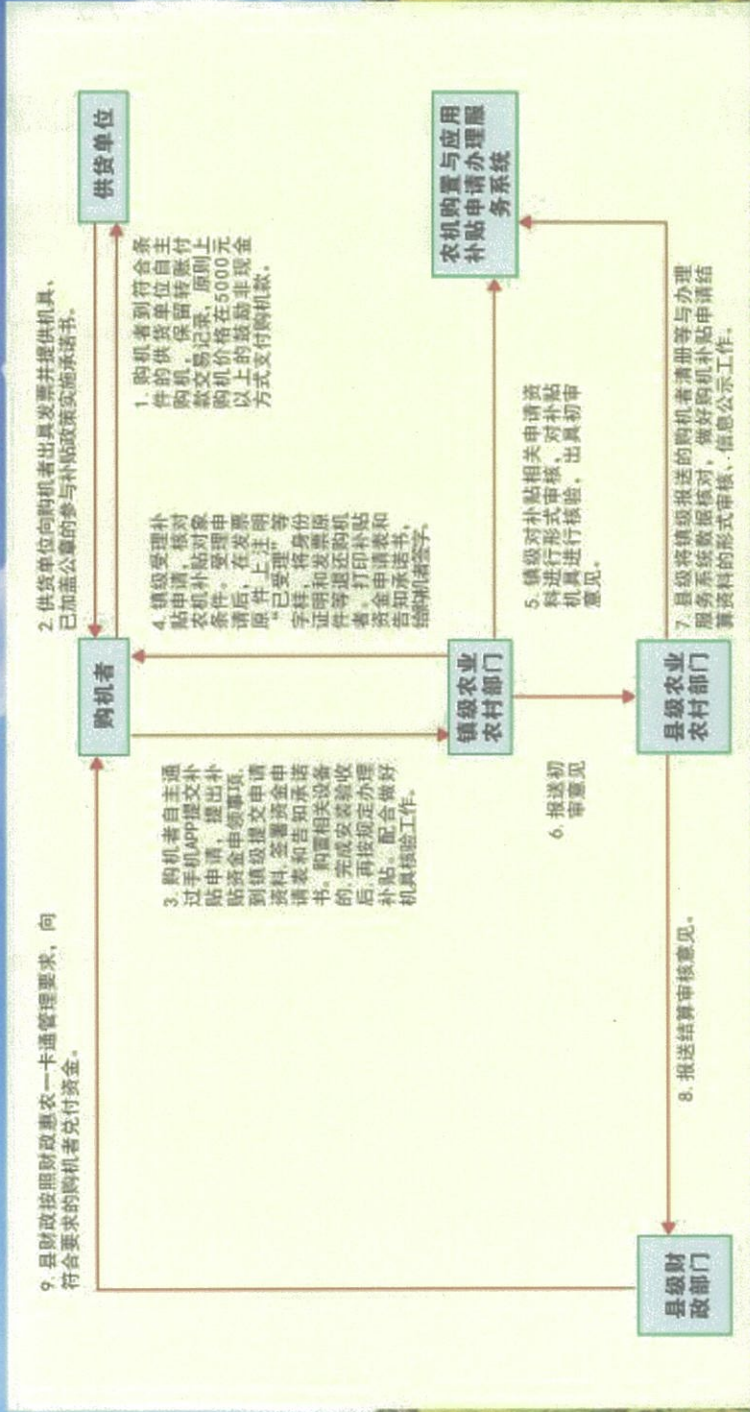 9. 县财政按照财政惠农一卡通管理要求，向
符合要求的购机者兑付资金。
2. 供货单位向购机者出具发票并提供机具、
已加盖公章的参与补贴政策实施承诺书。
购机者
供货单位
1. 购机者到符合条
件的供货单位自主
购机，保留转账付
款交易记录，原则上
购机价格在5000元
以上的鼓励非现金
方式支付购机款。
3. 购机者自主通
过手机APP提交补
贴申请，提出补
贴资金申领事项，
到镇级提交申请
资料，签署资金申
请表和告知承诺
书。购置相关设备
的，完成安装验收
后，再按规定办理
补贴。配合做好
机具核验工作。
4. 镇级受理补
贴申请，核对
农机补贴对象
条件。受理申
请后，在发票
原件上注明
“已受理”等
字样，将身份
证明和发票原
件等退还购机
者。打印补贴
资金申请表和
告知承诺书，
给购机者签字。
镇级农业
农村部门
农机购置与应用
补贴申请办理服
务系统
5. 镇级对补贴相关申请资
料进行形式审核，对补贴
机具进行核验，出具初审
意见。
6. 报送初
审意见
县级财
政部门
县级农业
农村部门
8. 报送结算审核意见。
7. 县级将镇级报送的购机者清册等与办理
服务系统数据核对，做好购机补贴申请结
算资料的形式审核、信息公示工作。